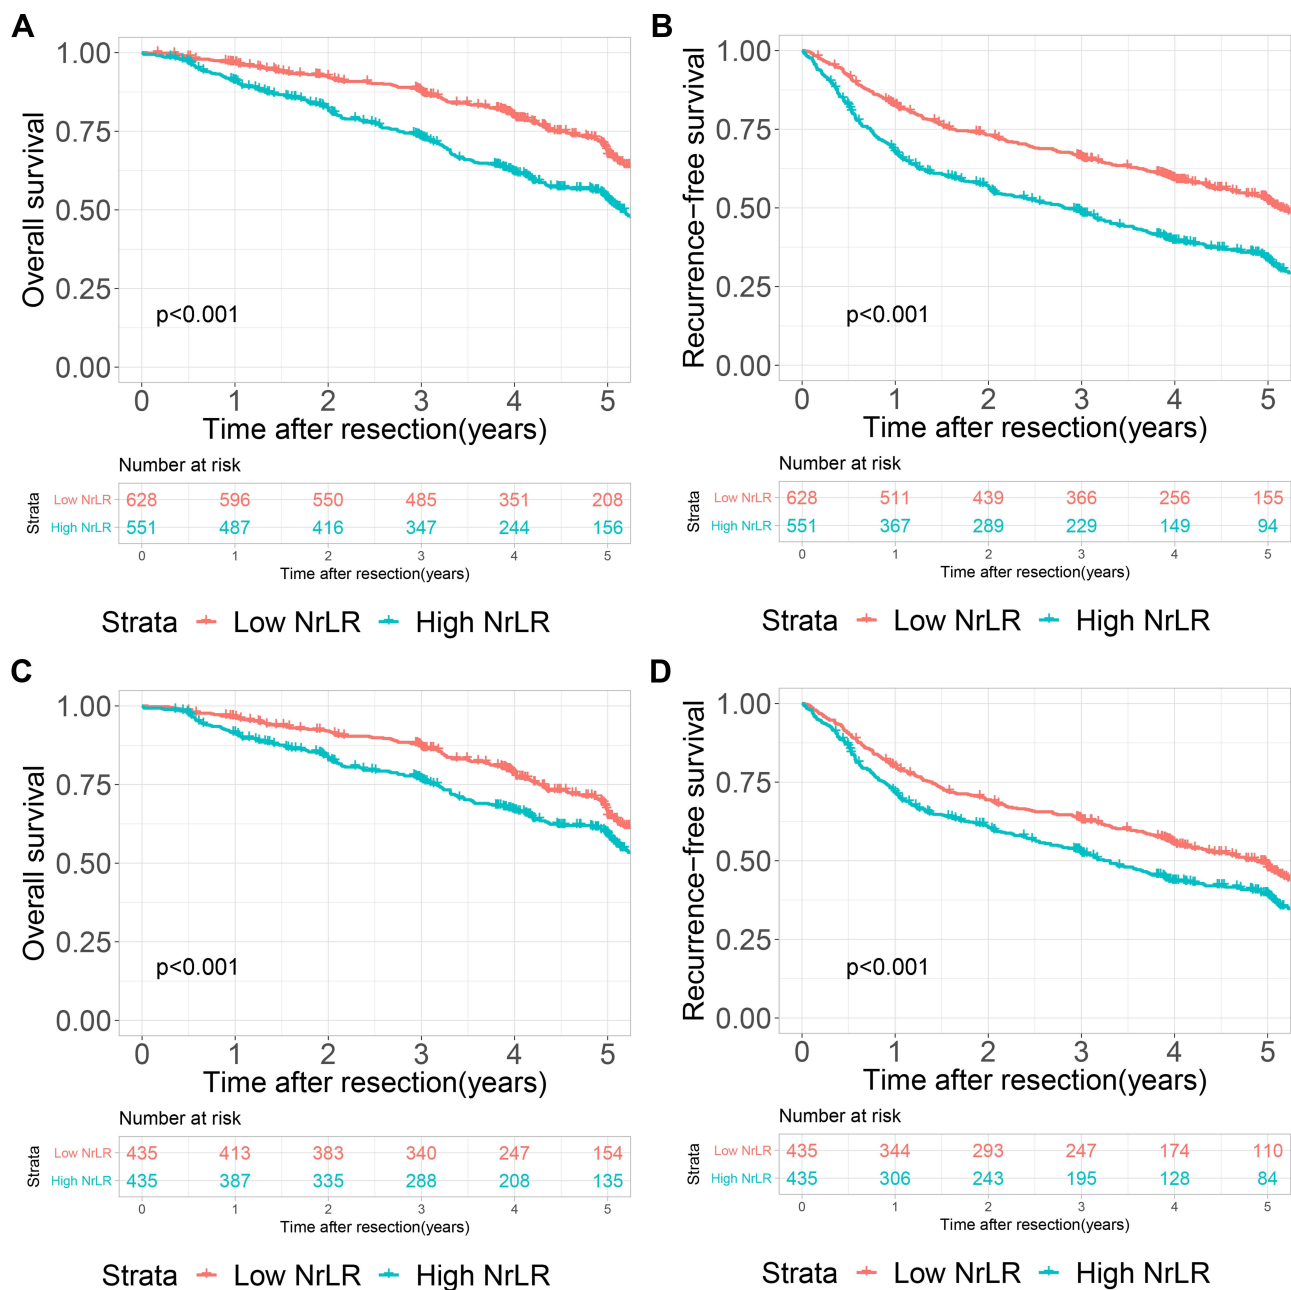 A
Overall survival
1.00
0.75
0.50
0.25
0.00
p<0.001
0 1 2 3 4 5
Time after resection(years)
Number at risk
Strata
Low NrLR 628 596 550 485 351 208
High NrLR 551 487 416 347 244 156
0 1 2 3 4 5
Time after resection(years)
Strata Low NrLR High NrLR
B
Recurrence-free survival
1.00
0.75
0.50
0.25
0.00
p<0.001
0 1 2 3 4 5
Time after resection(years)
Number at risk
Strata
Low NrLR 628 511 439 366 256 155
High NrLR 551 367 289 229 149 94
0 1 2 3 4 5
Time after resection(years)
Strata Low NrLR High NrLR
C
Overall survival
1.00
0.75
0.50
0.25
0.00
p<0.001
0 1 2 3 4 5
Time after resection(years)
Number at risk
Strata
Low NrLR 435 413 383 340 247 154
High NrLR 435 387 335 288 208 135
0 1 2 3 4 5
Time after resection(years)
Strata Low NrLR High NrLR
D
Recurrence-free survival
1.00
0.75
0.50
0.25
0.00
p<0.001
0 1 2 3 4 5
Time after resection(years)
Number at risk
Strata
Low NrLR 435 344 293 247 174 110
High NrLR 435 306 243 195 128 84
0 1 2 3 4 5
Time after resection(years)
Strata Low NrLR High NrLR